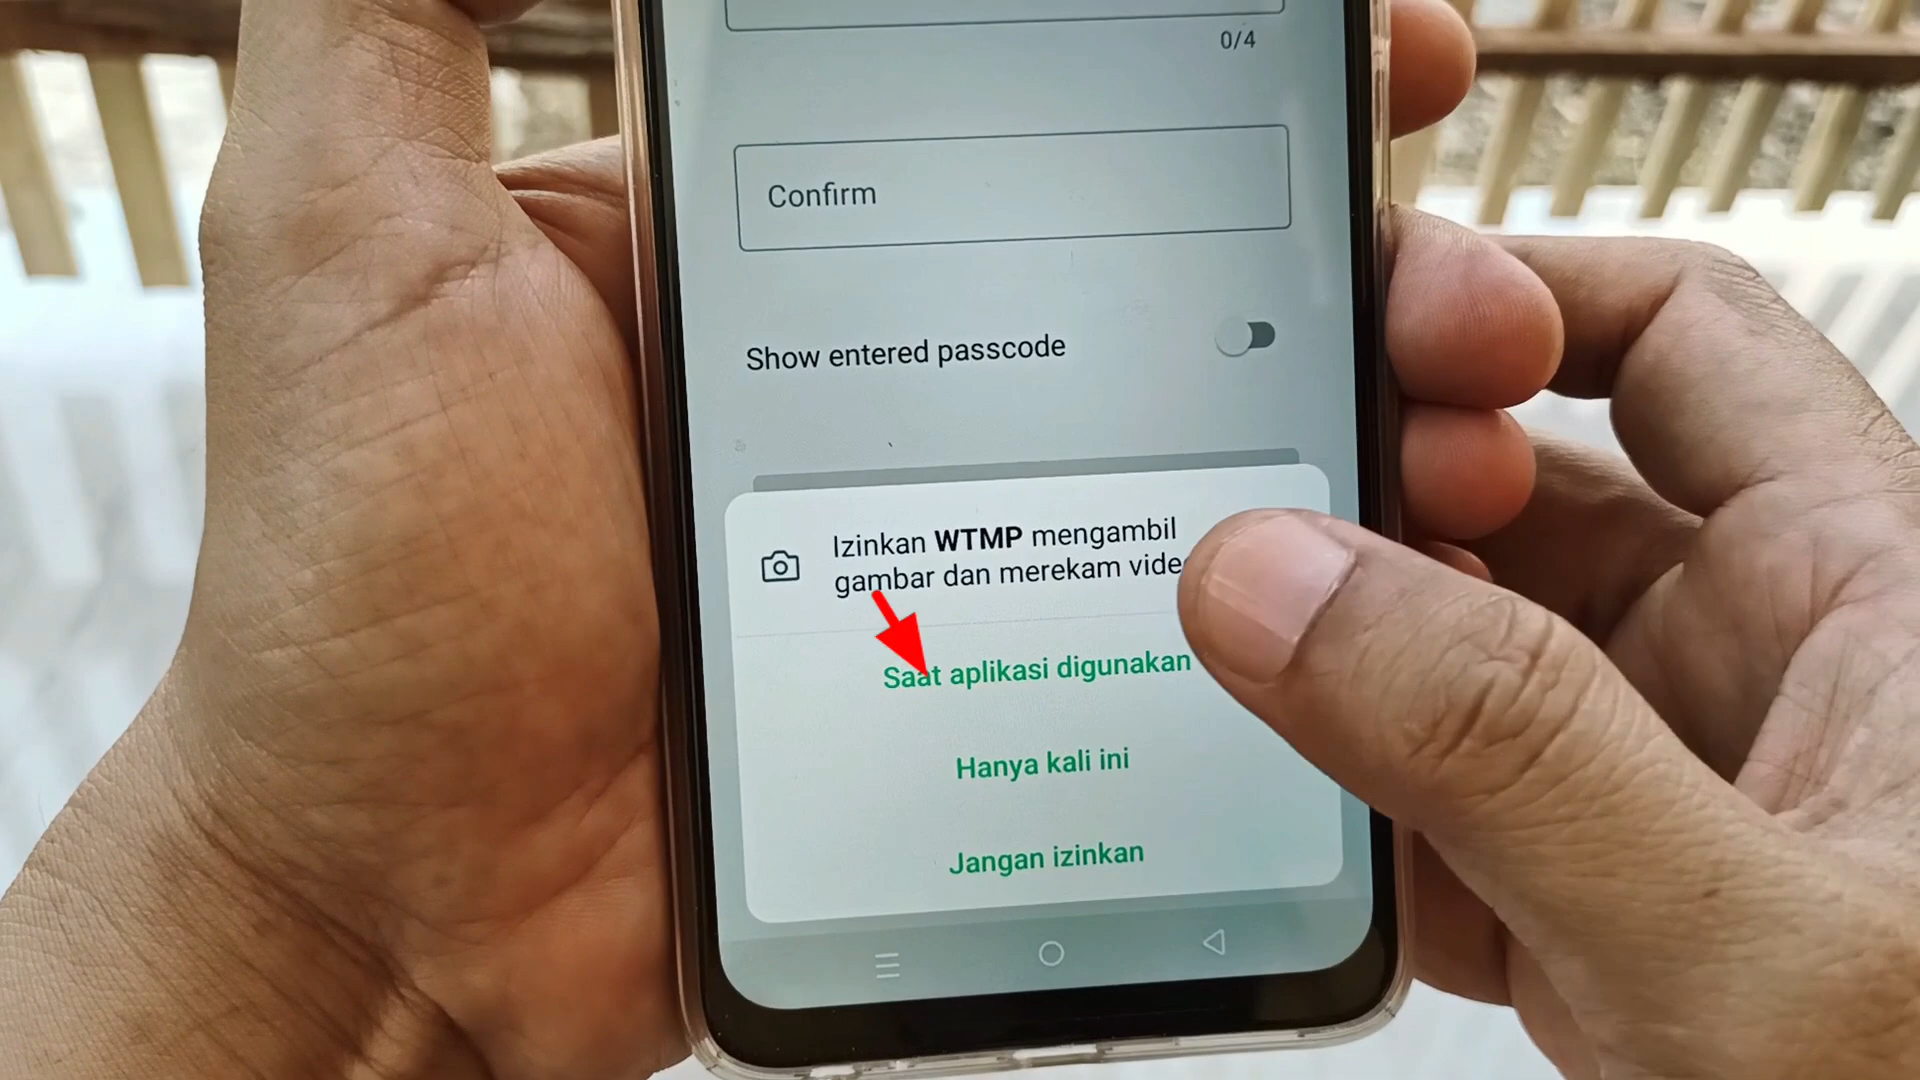 0/4
Confirm
Show entered passcode
Izinkan WTMP mengambil
gambar dan merekam
Saat aplikasi digunakan
Hanya kali ini
Jangan izinkan